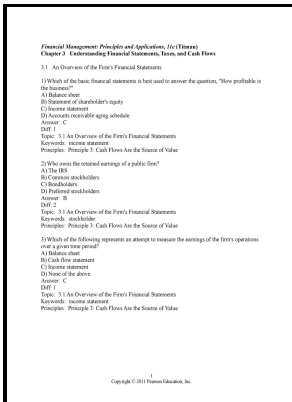 Financial Management: Principles and Applications, 11e (Titman)
Chapter 3 Understanding Financial Statements, Taxes, and Cash Flows
3.1 An Overview of the Firm's Financial Statements
1) Which of the basic financial statements is best used to answer the question, "How profitable is
the business?"
A) Balance sheet
B) Statement of shareholder's equity
C) Income statement
D) Accounts receivable aging schedule
Answer: C
Diff: 1
Topic: 3.1 An Overview of the Firm's Financial Statements
Keywords: income statement
Principles: Principle 3: Cash Flows Are the Source of Value
2) Who owns the retained earnings of a public firm?
A) The IRS
B) Common stockholders
C) Bondholders
D) Preferred stockholders
Answer: B
Diff: 2
Topic: 3.1 An Overview of the Firm's Financial Statements
Keywords: stockholder
Principles: Principle 3: Cash Flows Are the Source of Value
3) Which of the following represents an attempt to measure the earnings of the firm's operations
over a given time period?
A) Balance sheet
B) Cash flow statement
C) Income statement
D) None of the above
Answer: C
Diff: 1
Topic: 3.1 An Overview of the Firm's Financial Statements
Keywords: income statement
Principles: Principle 3: Cash Flows Are the Source of Value
1
Copyright © 2011 Pearson Education, Inc.